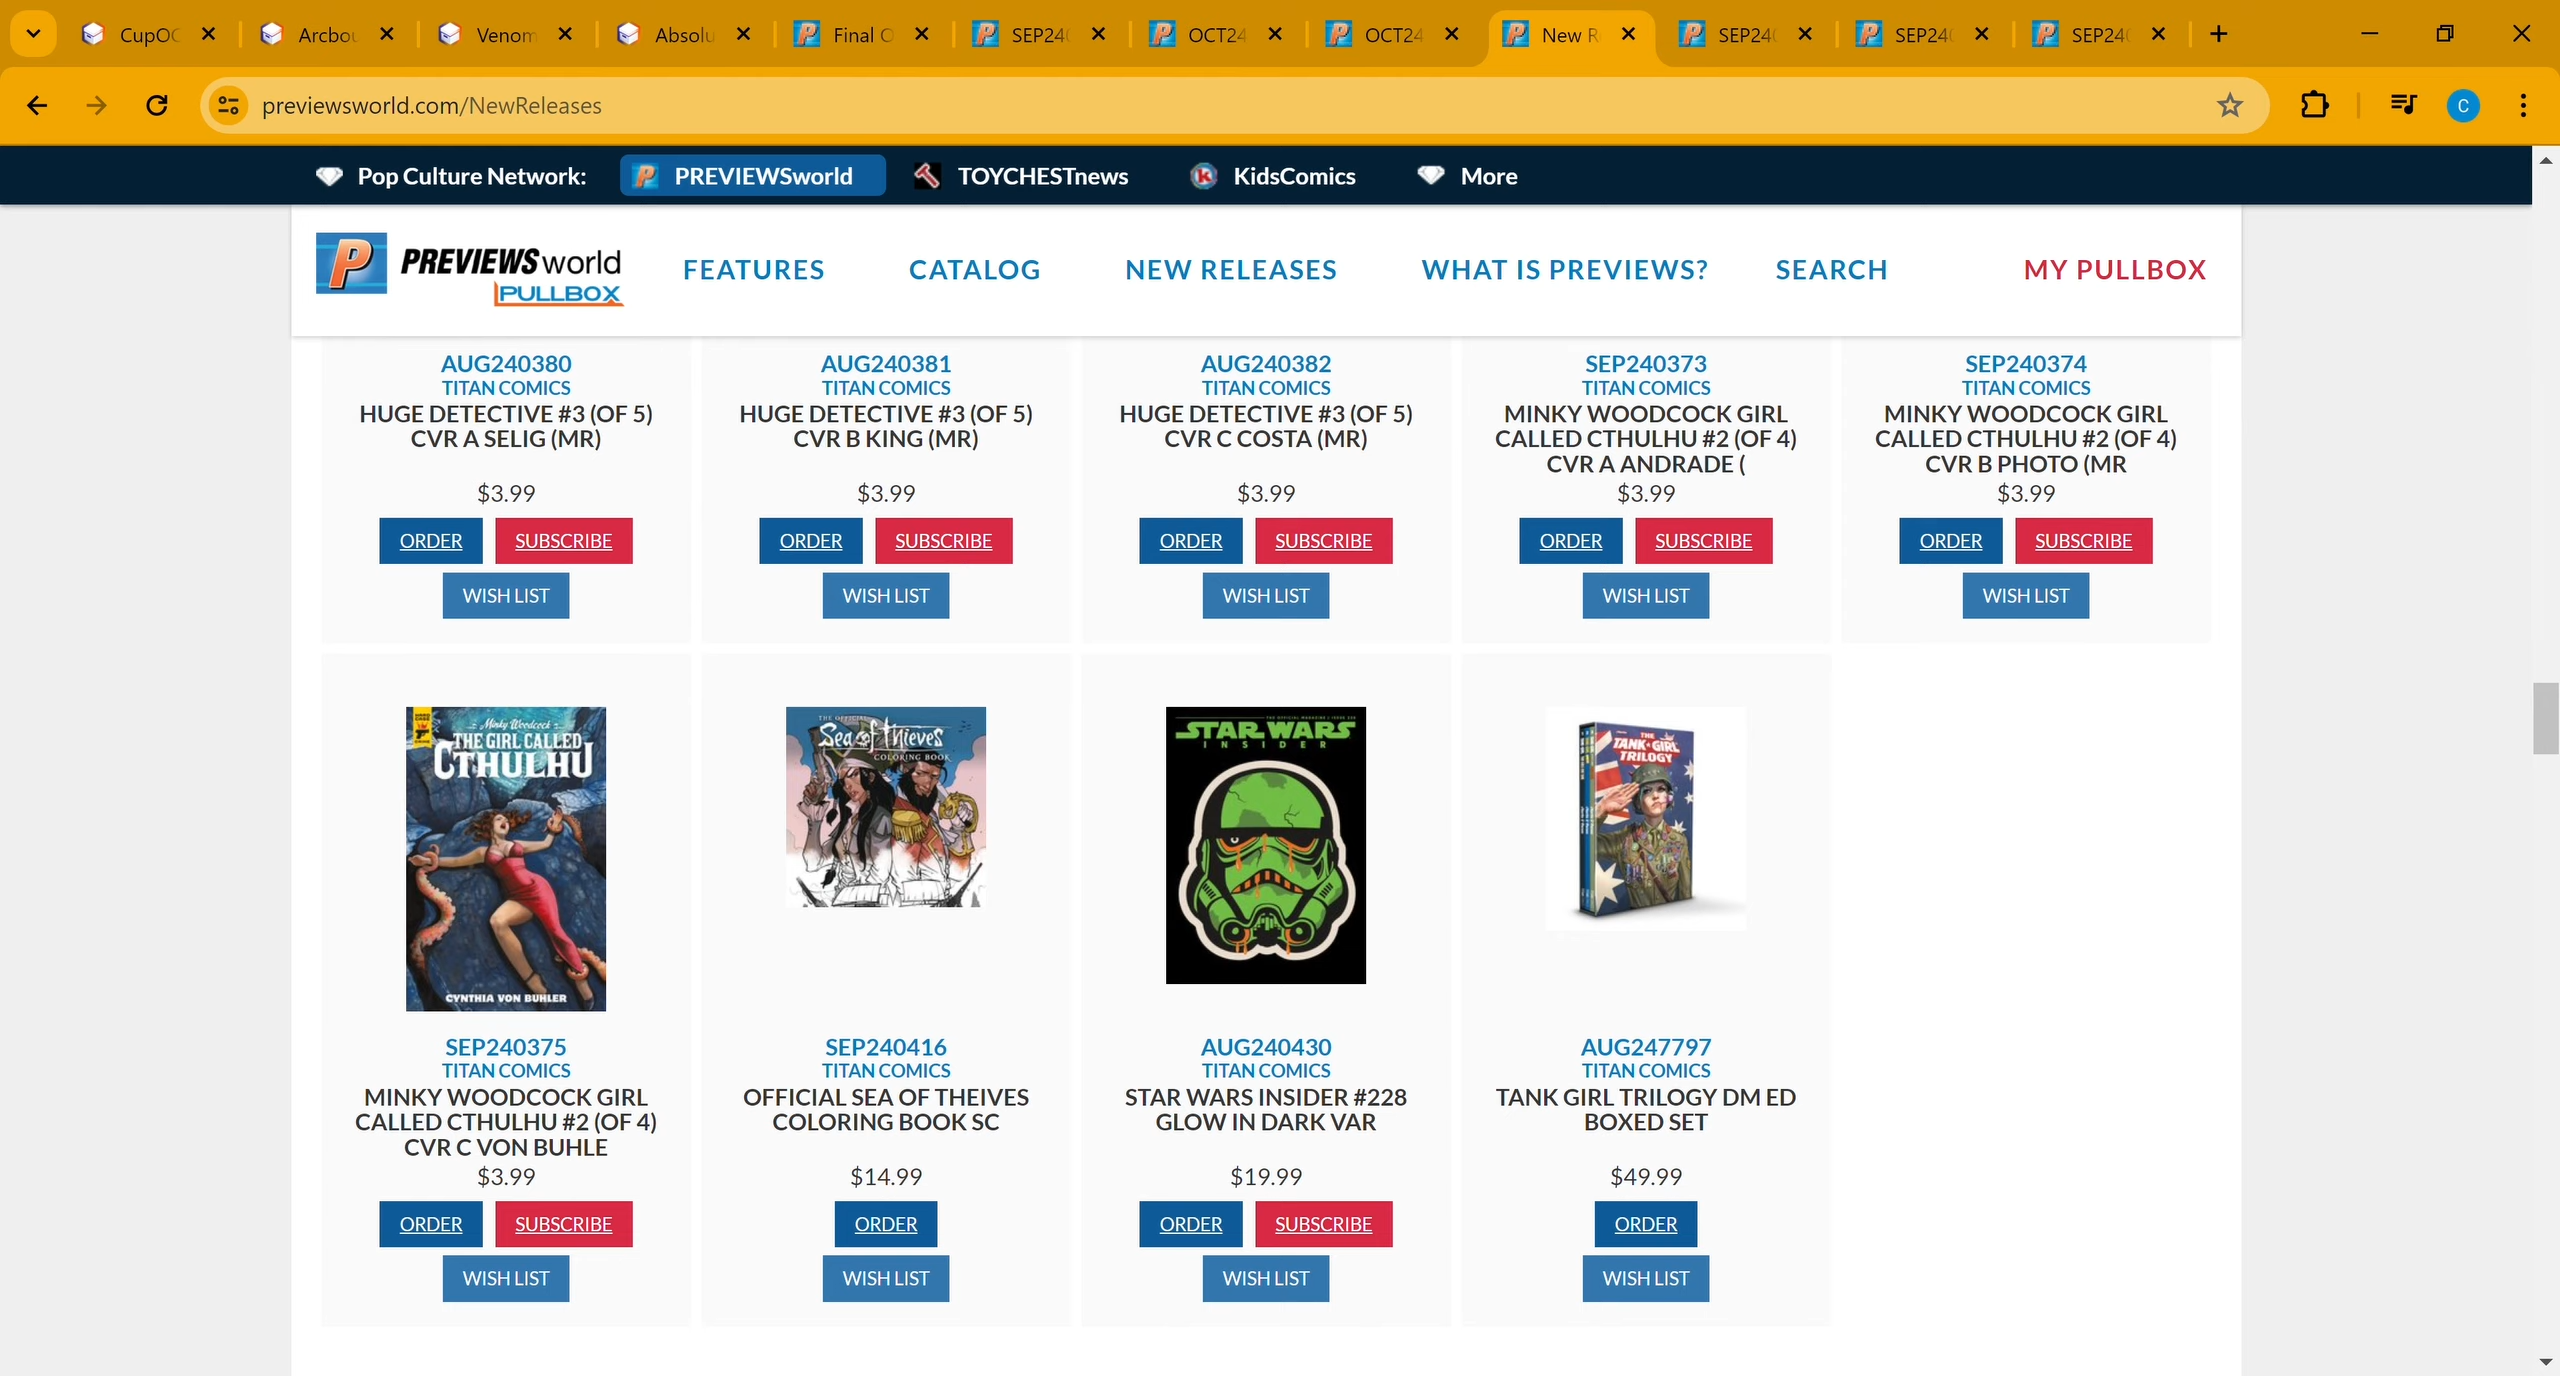 CupOC
Arcbou
Venom
Absolu
Final O
SEP240
OCT24
OCT24
New R
SEP240
SEP240
SEP240
previewsworld.com/NewReleases
C
Pop Culture Network:
PREVIEWSworld
TOYCHESTnews
KidsComics
More
PREVIEWSworld
PULLBOX
FEATURES
CATALOG
NEW RELEASES
WHAT IS PREVIEWS?
SEARCH
MY PULLBOX
AUG240380
TITAN COMICS
HUGE DETECTIVE #3 (OF 5)
CVR A SELIG (MR)
$3.99
ORDER
SUBSCRIBE
WISH LIST
AUG240381
TITAN COMICS
HUGE DETECTIVE #3 (OF 5)
CVR B KING (MR)
$3.99
ORDER
SUBSCRIBE
WISH LIST
AUG240382
TITAN COMICS
HUGE DETECTIVE #3 (OF 5)
CVR C COSTA (MR)
$3.99
ORDER
SUBSCRIBE
WISH LIST
SEP240373
TITAN COMICS
MINKY WOODCOCK GIRL
CALLED CTHULHU #2 (OF 4)
CVR A ANDRADE (
$3.99
ORDER
SUBSCRIBE
WISH LIST
SEP240374
TITAN COMICS
MINKY WOODCOCK GIRL
CALLED CTHULHU #2 (OF 4)
CVR B PHOTO (MR
$3.99
ORDER
SUBSCRIBE
WISH LIST
Minky Woodcock
THE GIRL CALLED
CTHULHU
CYNTHIA VON BUHLER
SEP240375
TITAN COMICS
MINKY WOODCOCK GIRL
CALLED CTHULHU #2 (OF 4)
CVR C VON BUHLE
$3.99
ORDER
SUBSCRIBE
WISH LIST
THE OFFICIAL
Sea of Thieves
COLORING BOOK
SEP240416
TITAN COMICS
OFFICIAL SEA OF THEIVES
COLORING BOOK SC
$14.99
ORDER
WISH LIST
STAR WARS
INSIDER
AUG240430
TITAN COMICS
STAR WARS INSIDER #228
GLOW IN DARK VAR
$19.99
ORDER
SUBSCRIBE
WISH LIST
THE
TANK GIRL
TRILOGY
AUG247797
TITAN COMICS
TANK GIRL TRILOGY DM ED
BOXED SET
$49.99
ORDER
WISH LIST